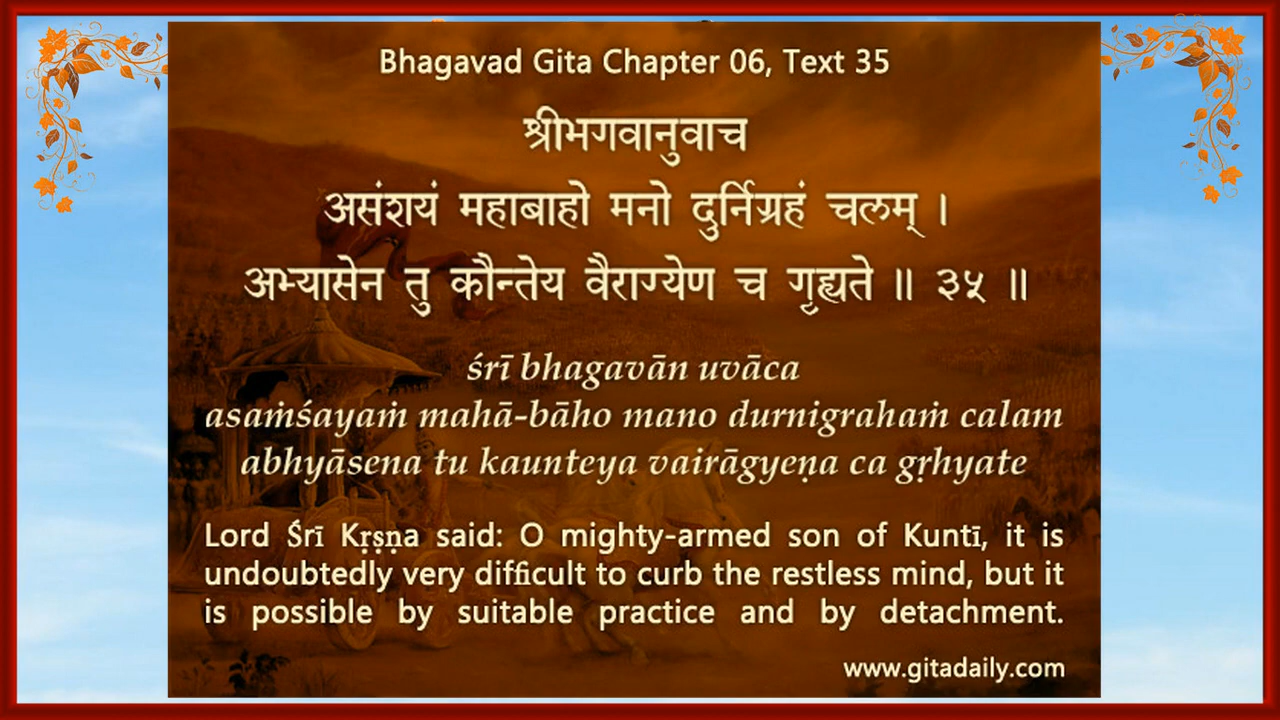 Bhagavad Gita Chapter 06, Text 35
श्रीभगवानुवाच
असंशयं महाबाहो मनो दुर्निग्रहं चलम् ।
अभ्यासेन तु कौन्तेय वैराग्येण च गृह्यते ॥ ३५ ॥
śrī bhagavān uvāca
asaṁśayaṁ mahā-bāho mano durnigrahaṁ calam
abhyāsena tu kaunteya vairāgyeṇa ca gṛhyate
Lord Śrī Kṛṣṇa said: O mighty-armed son of Kuntī, it is
undoubtedly very difficult to curb the restless mind, but it
is possible by suitable practice and by detachment.
www.gitadaily.com